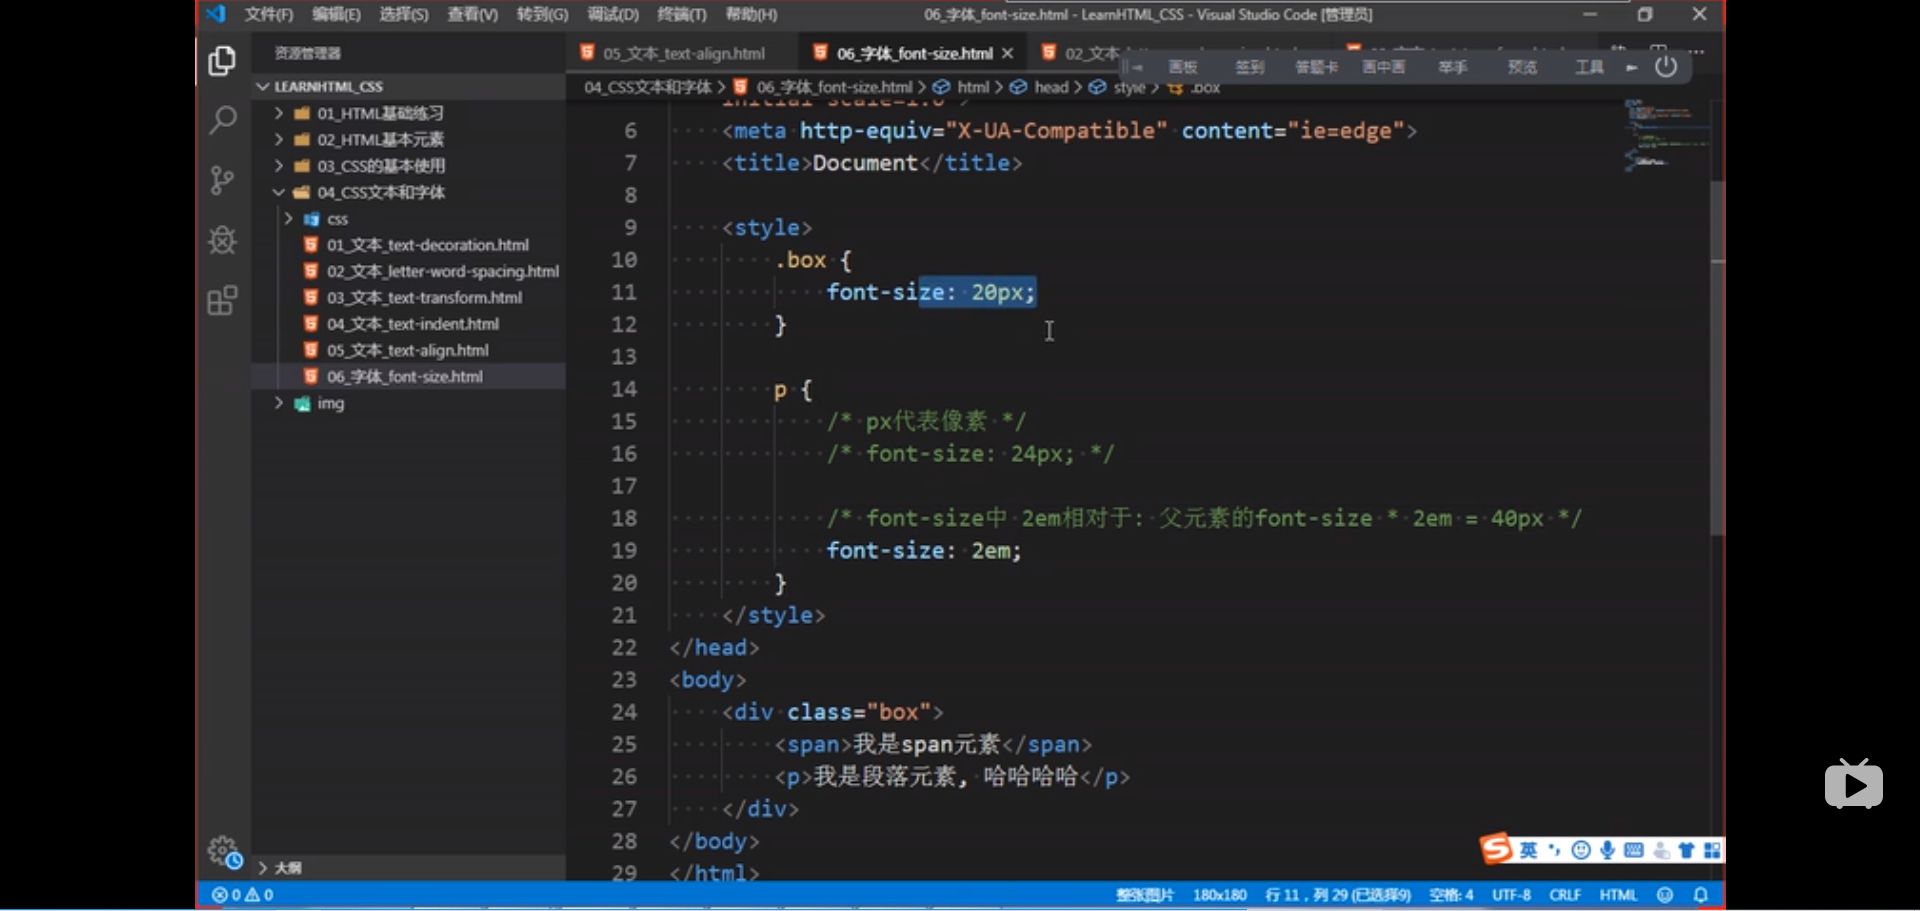 文件(F) 编辑(E) 选择(S) 查看(V) 转到(G) 调试(D) 终端(T) 帮助(H) 06_字体_font-size.html - LearnHTML_CSS - Visual Studio Code [管理员]
资源管理器
05_文本_text-align.html 06_字体_font-size.html 02_文本
画板 签到 答题卡 画中画 举手 预览 工具
LEARNHTML_CSS
04_CSS文本和字体 > 06_字体_font-size.html > html > head > style > .box
01_HTML基础练习
02_HTML基本元素
03_CSS的基本使用
04_CSS文本和字体
css
01_文本_text-decoration.html
02_文本_letter-word-spacing.html
03_文本_text-transform.html
04_文本_text-indent.html
05_文本_text-align.html
06_字体_font-size.html
img
大纲
initial-scale=1.0">
6 <meta http-equiv="X-UA-Compatible" content="ie=edge">
7 <title>Document</title>
8
9 <style>
10 .box {
11 font-size: 20px;
12 }
13
14 p {
15 /* px代表像素 */
16 /* font-size: 24px; */
17
18 /* font-size中 2em相对于: 父元素的font-size * 2em = 40px */
19 font-size: 2em;
20 }
21 </style>
22 </head>
23 <body>
24 <div class="box">
25 <span>我是span元素</span>
26 <p>我是段落元素, 哈哈哈哈</p>
27 </div>
28 </body>
29 </html>
英
0 0 整张图片 180x180 行 11，列 29 (已选择9) 空格: 4 UTF-8 CRLF HTML